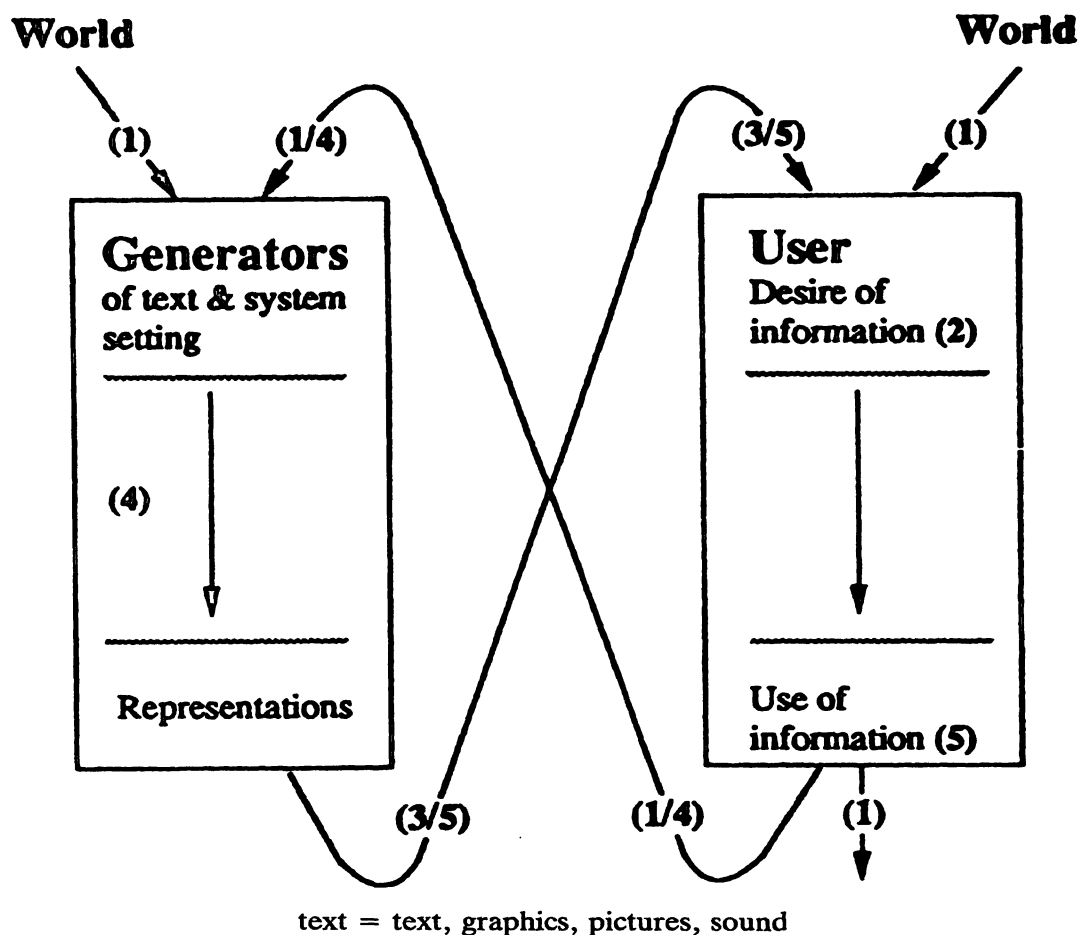 World
World
(1)
(1/4)
(3/5)
(1)
Generators
of text & system
setting
(4)
Representations
User
Desire of
information (2)
Use of
information (5)
(3/5)
(1/4)
(1)
text = text, graphics, pictures, sound